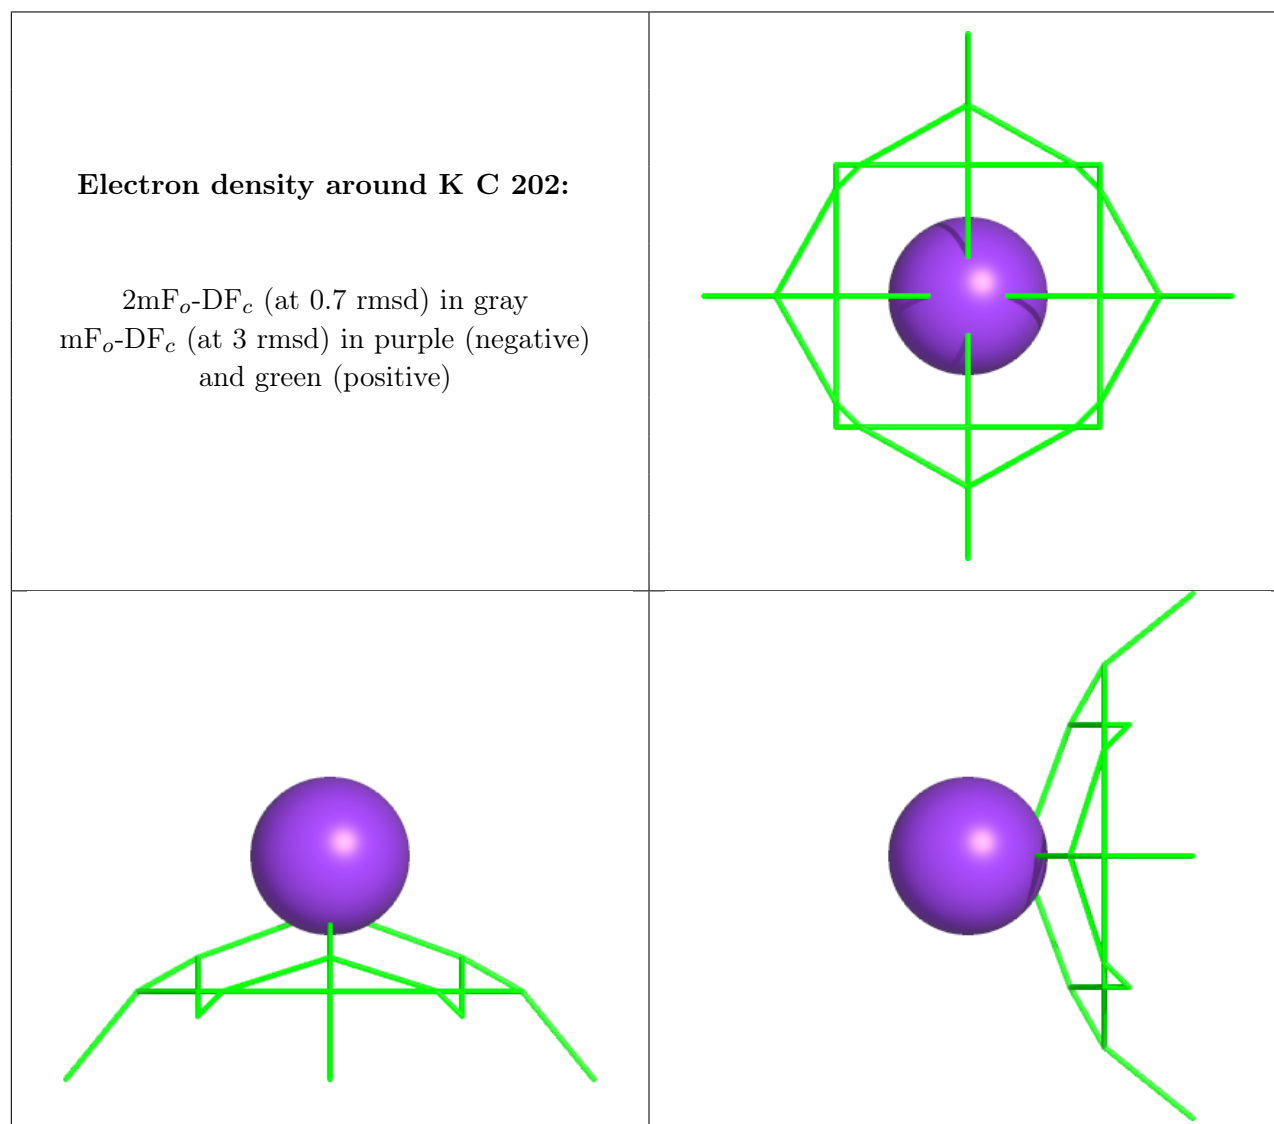 Electron density around K C 202:
2mFo-DFc (at 0.7 rmsd) in gray
mFo-DFc (at 3 rmsd) in purple (negative)
and green (positive)